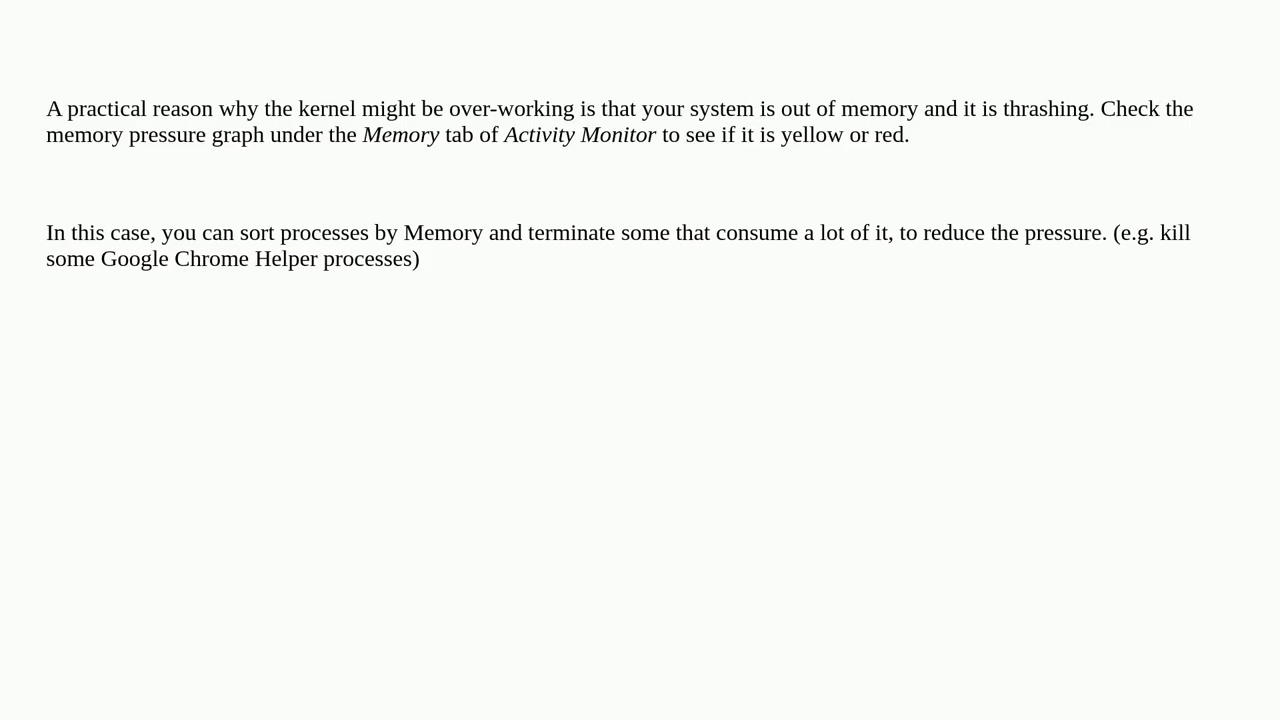 A practical reason why the kernel might be over-working is that your system is out of memory and it is thrashing. Check the
memory pressure graph under the Memory tab of Activity Monitor to see if it is yellow or red.
In this case, you can sort processes by Memory and terminate some that consume a lot of it, to reduce the pressure. (e.g. kill
some Google Chrome Helper processes)